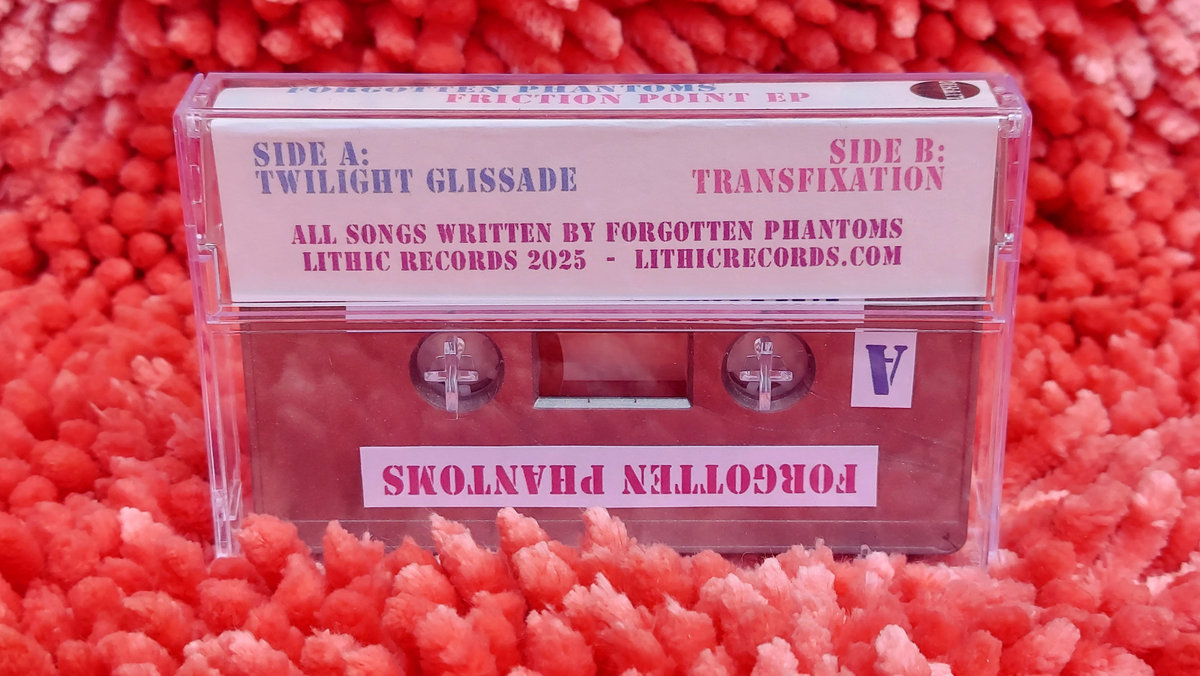 FORGOTTEN PHANTOMS
FRICTION POINT EP
SIDE A:
TWILIGHT GLISSADE
SIDE B:
TRANSFIXATION
ALL SONGS WRITTEN BY FORGOTTEN PHANTOMS
LITHIC RECORDS 2025 - LITHICRECORDS.COM
A
FORGOTTEN PHANTOMS